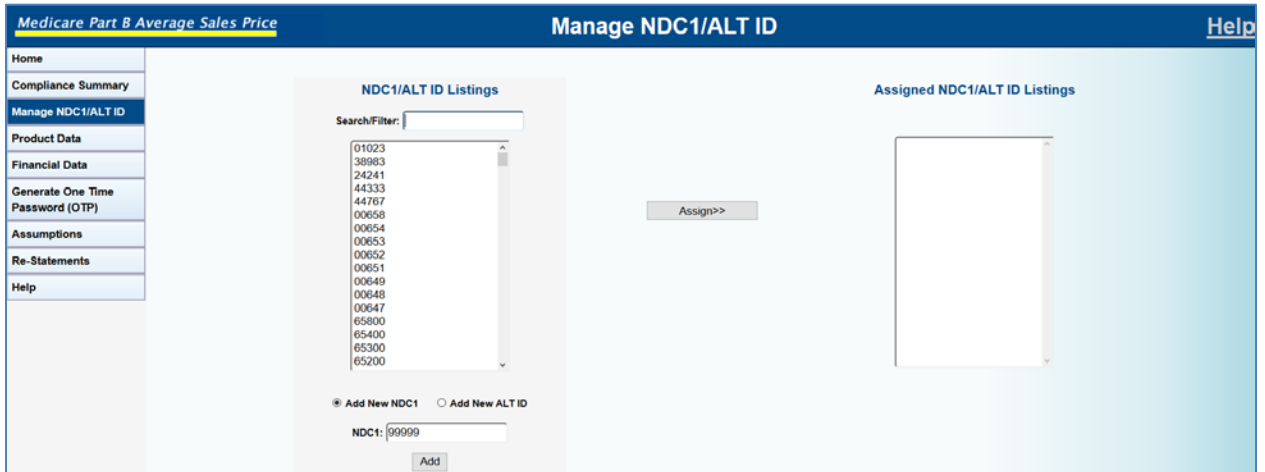 Medicare Part B Average Sales Price
Manage NDC1/ALT ID
Help
Home
Compliance Summary
Manage NDC1/ALT ID
Product Data
Financial Data
Generate One Time
Password (OTP)
Assumptions
Re-Statements
Help
NDC1/ALT ID Listings
Search/Filter:
01023
38983
24241
44333
44767
00658
00654
00653
00652
00651
00649
00648
00647
65800
65400
65300
65200
Add New NDC1 Add New ALT ID
NDC1: 99999
Add
Assign>>
Assigned NDC1/ALT ID Listings